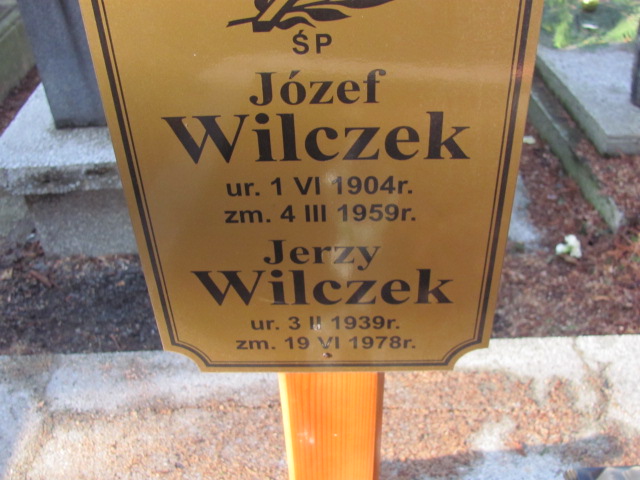 ŚP
Józef
Wilczek
ur. 1 VI 1904r.
zm. 4 III 1959r.
Jerzy
Wilczek
ur. 3 II 1939r.
zm. 19 VI 1978r.